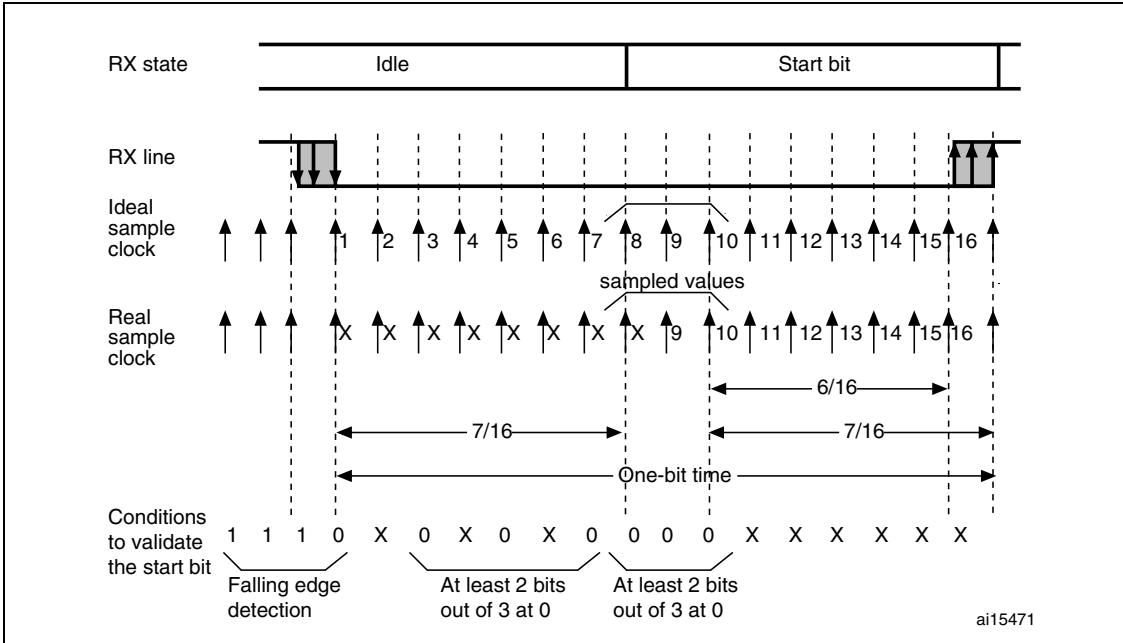 RX state
Idle
Start bit
RX line
Ideal
sample
clock
1 2 3 4 5 6 7 8 9 10 11 12 13 14 15 16
sampled values
Real
sample
clock
X X X X X X X X 9 10 11 12 13 14 15 16
6/16
7/16
7/16
One-bit time
Conditions
to validate
the start bit
1 1 1 0 X 0 X 0 X 0 0 0 0 X X X X X X
Falling edge
detection
At least 2 bits
out of 3 at 0
At least 2 bits
out of 3 at 0
ai15471